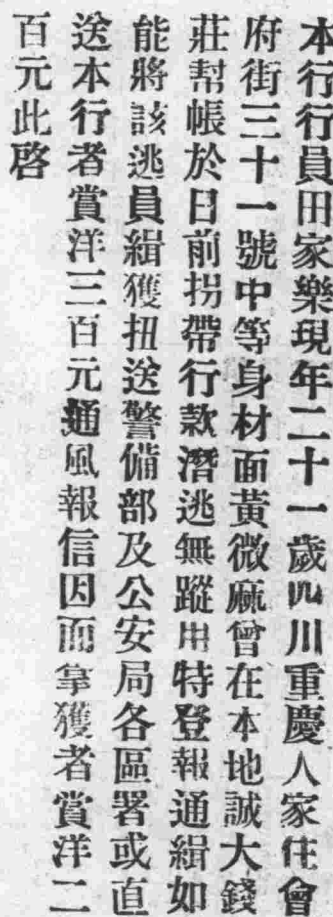 本行行員田家樂現年二十一歲四川重慶人家住會
府街三十一號中等身材面黃微麻曾在本地誠大錢
莊幫帳於日前拐帶行款潛逃無蹤用特登報通緝如
能將該逃員緝獲扭送警備部及公安局各區署或直
送本行者賞洋三百元通風報信因而拿獲者賞洋二
百元此啓